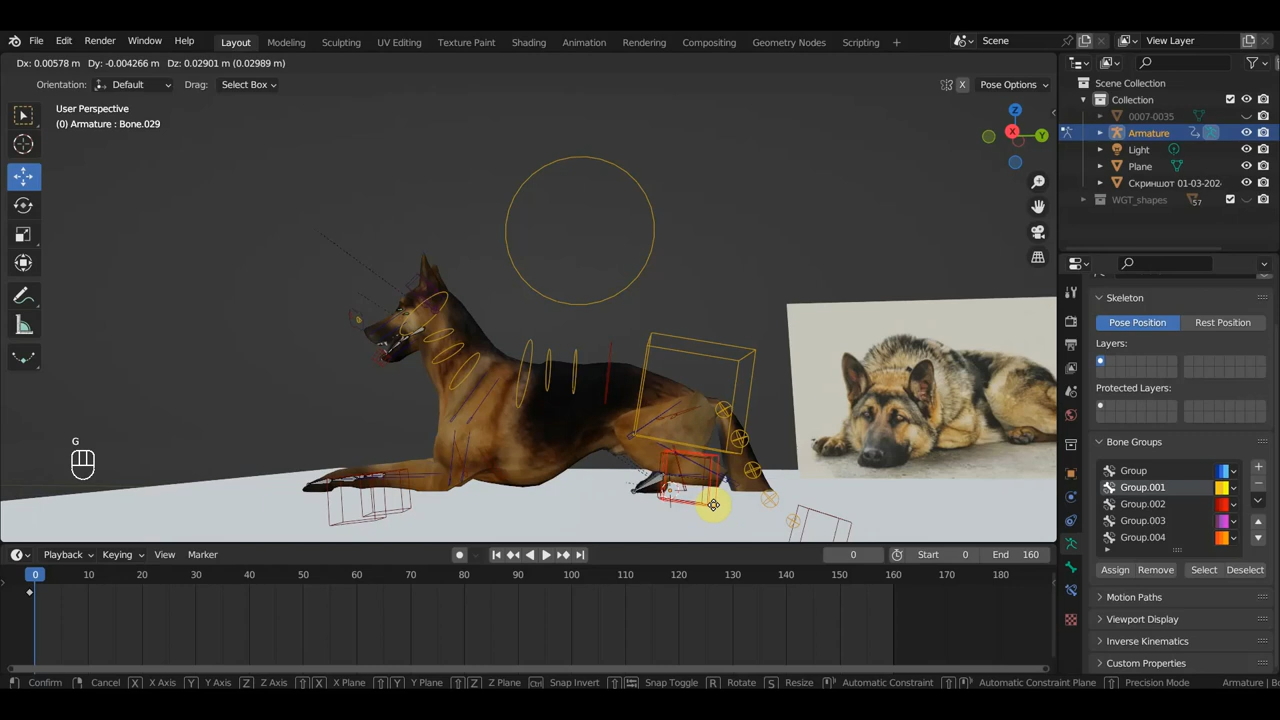 File Edit Render Window Help Layout Modeling Sculpting UV Editing Texture Paint Shading Animation Rendering Compositing Geometry Nodes Scripting + Scene View Layer
Dx: 0.00578 m Dy: -0.004266 m Dz: 0.02901 m (0.02989 m)
Orientation: Default Drag: Select Box X Pose Options
User Perspective
(0) Armature : Bone.029
Z
X
Y
G
Scene Collection
Collection
0007-0035
Armature
Light
Plane
Скриншот 01-03-202
WGT_shapes 57
Skeleton
Pose Position Rest Position
Layers:
Protected Layers:
Bone Groups
Group
Group.001
Group.002
Group.003
Group.004
Assign Remove Select Deselect
Motion Paths
Viewport Display
Inverse Kinematics
Custom Properties
Playback Keying View Marker 0 Start 0 End 160
0 10 20 30 40 50 60 70 80 90 100 110 120 130 140 150 160 170 180
Confirm Cancel X X Axis Y Y Axis Z Z Axis X X Plane Y Y Plane Z Z Plane Ctrl Snap Invert Snap Toggle R Rotate S Resize Automatic Constraint Automatic Constraint Plane Precision Mode Armature | Bo